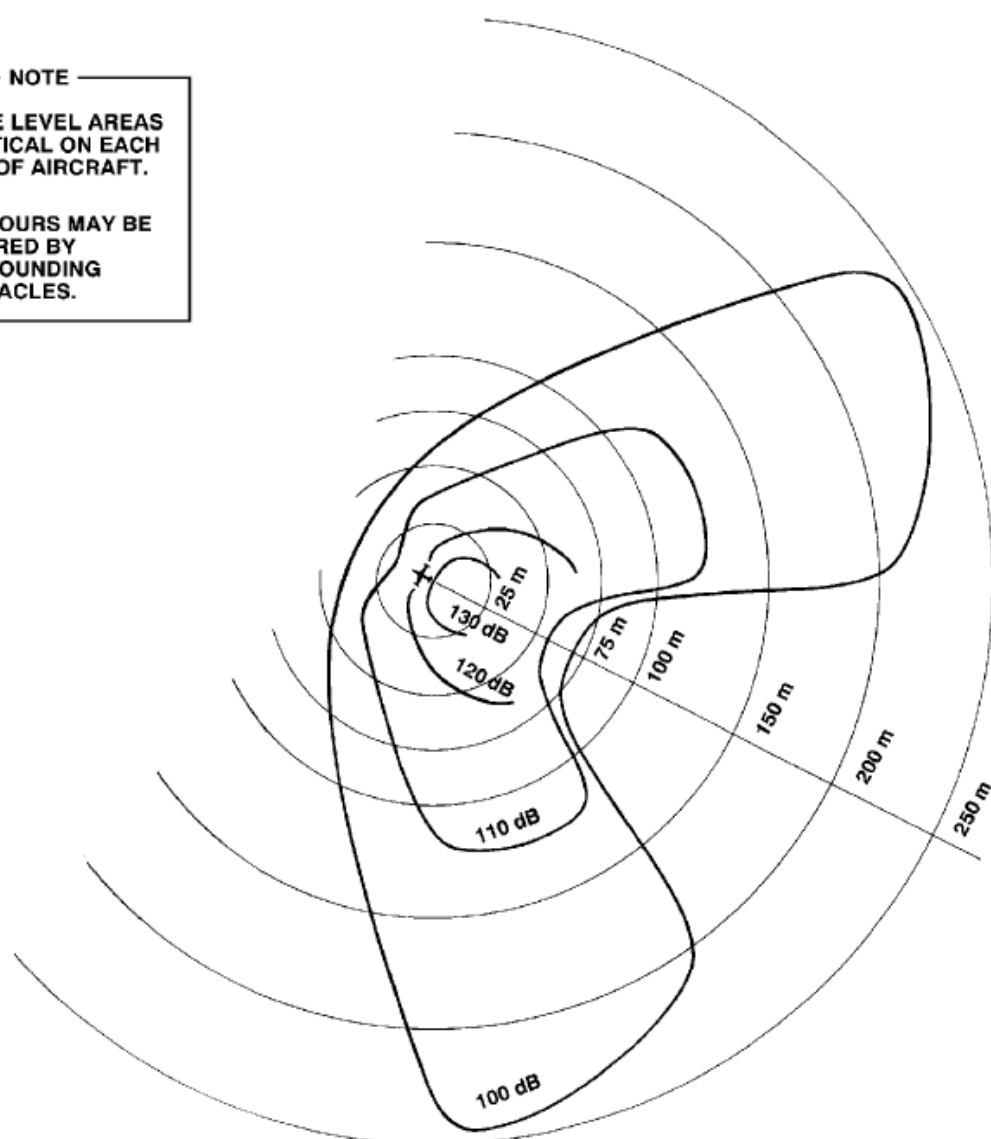 NOTE
E LEVEL AREAS
TICAL ON EACH
OF AIRCRAFT.
OURS MAY BE
RED BY
OUNDING
ACLES.
25 m
130 dB
75 m
120 dB
100 m
150 m
200 m
110 dB
250 m
100 dB